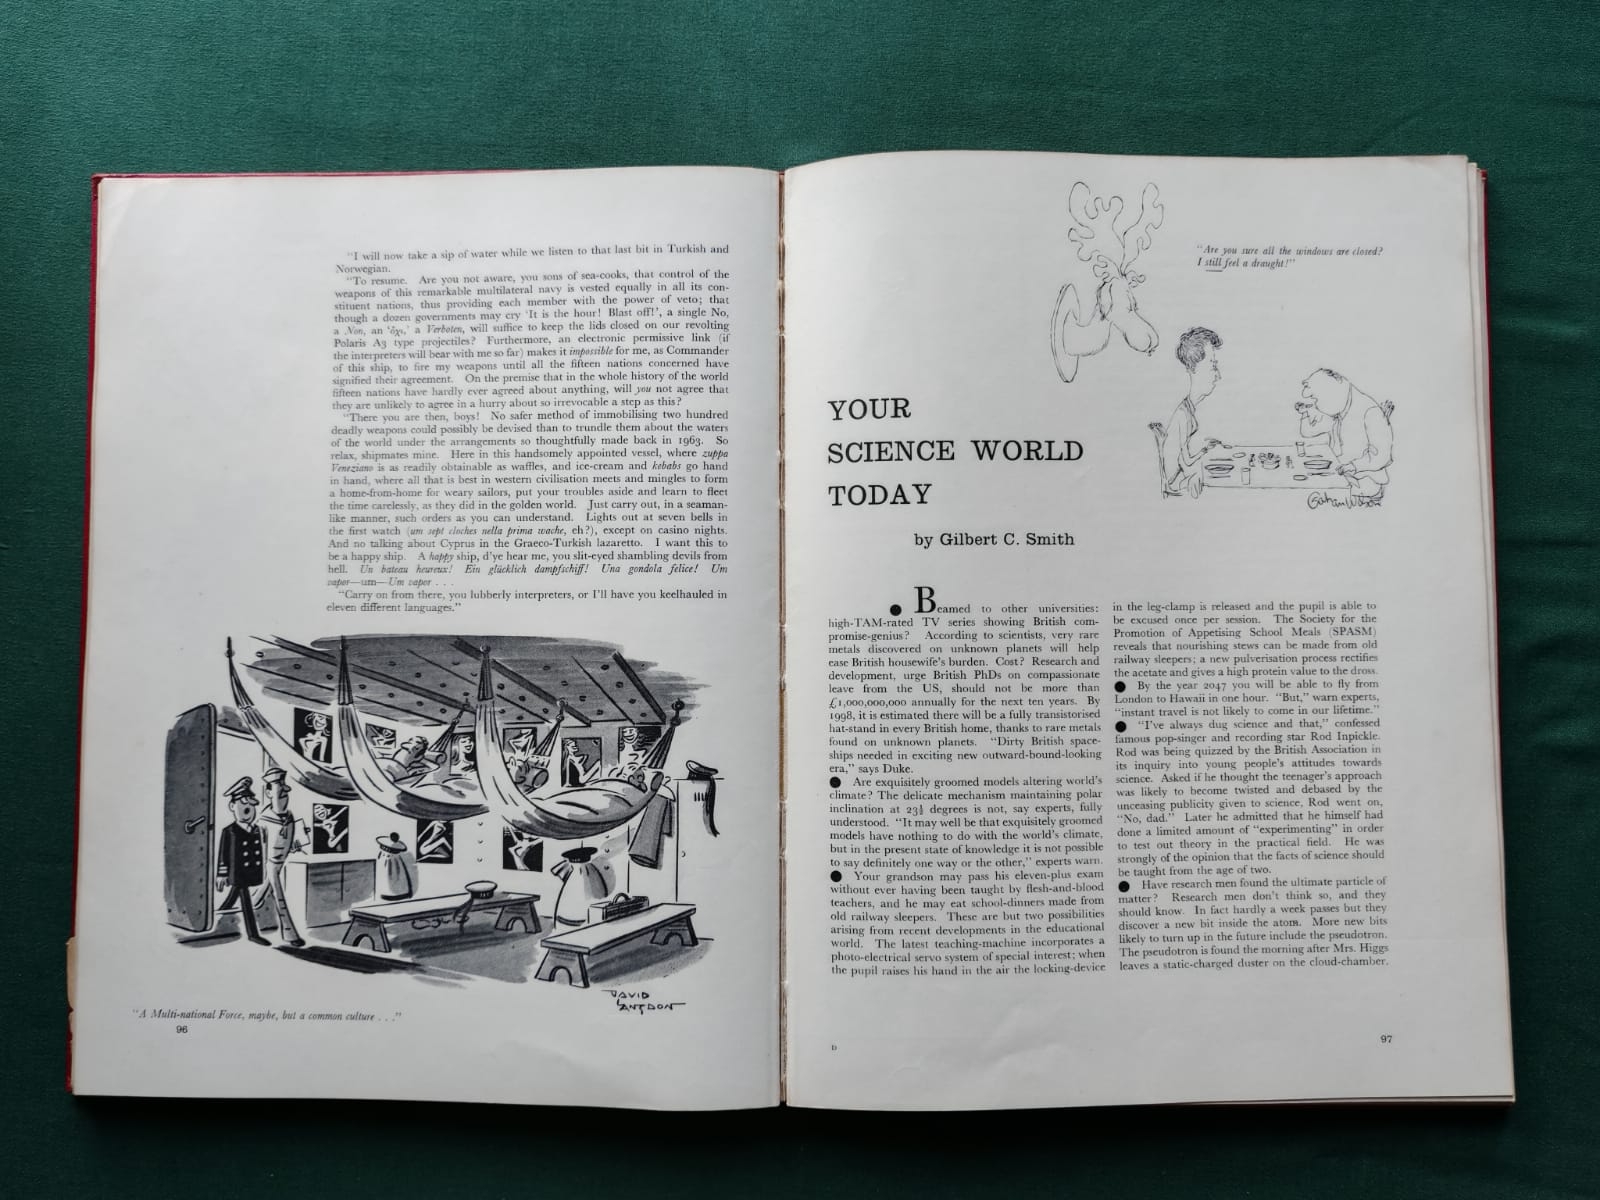 "I will now take a sip of water while we listen to that last bit in Turkish and
Norwegian.
"To resume. Are you not aware, you sons of sea-cooks, that control of the
weapons of this remarkable multilateral navy is vested equally in all its con-
stituent nations, thus providing each member with the power of veto; that
though a dozen governments may cry 'It is the hour! Blast off!', a single No,
a Non, an 'ὄχι,' a Verboten, will suffice to keep the lids closed on our revolting
Polaris A3 type projectiles? Furthermore, an electronic permissive link (if
the interpreters will bear with me so far) makes it impossible for me, as Commander
of this ship, to fire my weapons until all the fifteen nations concerned have
signified their agreement. On the premise that in the whole history of the world
fifteen nations have hardly ever agreed about anything, will you not agree that
they are unlikely to agree in a hurry about so irrevocable a step as this?
"There you are then, boys! No safer method of immobilising two hundred
deadly weapons could possibly be devised than to trundle them about the waters
of the world under the arrangements so thoughtfully made back in 1963. So
relax, shipmates mine. Here in this handsomely appointed vessel, where zuppa
Veneziano is as readily obtainable as waffles, and ice-cream and kebabs go hand
in hand, where all that is best in western civilisation meets and mingles to form
a home-from-home for weary sailors, put your troubles aside and learn to fleet
the time carelessly, as they did in the golden world. Just carry out, in a seaman-
like manner, such orders as you can understand. Lights out at seven bells in
the first watch (um sept cloches nella prima wache, eh?), except on casino nights.
And no talking about Cyprus in the Graeco-Turkish lazaretto. I want this to
be a happy ship. A happy ship, d'ye hear me, you slit-eyed shambling devils from
hell. Un bateau heureux! Ein glücklich dampfschiff! Una gondola felice! Um
vapor—um—Um vapor . . .
"Carry on from there, you lubberly interpreters, or I'll have you keelhauled in
eleven different languages."
DAVID
LANGDON
"A Multi-national Force, maybe, but a common culture . . ."
96
"Are you sure all the windows are closed?
I still feel a draught!"
Gahan Wilson
YOUR
SCIENCE WORLD
TODAY
by Gilbert C. Smith
● Beamed to other universities:
high-TAM-rated TV series showing British com-
promise-genius? According to scientists, very rare
metals discovered on unknown planets will help
ease British housewife's burden. Cost? Research and
development, urge British PhDs on compassionate
leave from the US, should not be more than
£1,000,000,000 annually for the next ten years. By
1998, it is estimated there will be a fully transistorised
hat-stand in every British home, thanks to rare metals
found on unknown planets. "Dirty British space-
ships needed in exciting new outward-bound-looking
era," says Duke.
● Are exquisitely groomed models altering world's
climate? The delicate mechanism maintaining polar
inclination at 23½ degrees is not, say experts, fully
understood. "It may well be that exquisitely groomed
models have nothing to do with the world's climate,
but in the present state of knowledge it is not possible
to say definitely one way or the other," experts warn.
● Your grandson may pass his eleven-plus exam
without ever having been taught by flesh-and-blood
teachers, and he may eat school-dinners made from
old railway sleepers. These are but two possibilities
arising from recent developments in the educational
world. The latest teaching-machine incorporates a
photo-electrical servo system of special interest; when
the pupil raises his hand in the air the locking-device
in the leg-clamp is released and the pupil is able to
be excused once per session. The Society for the
Promotion of Appetising School Meals (SPASM)
reveals that nourishing stews can be made from old
railway sleepers; a new pulverisation process rectifies
the acetate and gives a high protein value to the dross.
● By the year 2047 you will be able to fly from
London to Hawaii in one hour. "But," warn experts,
"instant travel is not likely to come in our lifetime."
● "I've always dug science and that," confessed
famous pop-singer and recording star Rod Inpickle.
Rod was being quizzed by the British Association in
its inquiry into young people's attitudes towards
science. Asked if he thought the teenager's approach
was likely to become twisted and debased by the
unceasing publicity given to science, Rod went on,
"No, dad." Later he admitted that he himself had
done a limited amount of "experimenting" in order
to test out theory in the practical field. He was
strongly of the opinion that the facts of science should
be taught from the age of two.
● Have research men found the ultimate particle of
matter? Research men don't think so, and they
should know. In fact hardly a week passes but they
discover a new bit inside the atom. More new bits
likely to turn up in the future include the pseudotron.
The pseudotron is found the morning after Mrs. Higgs
leaves a static-charged duster on the cloud-chamber.
D
97